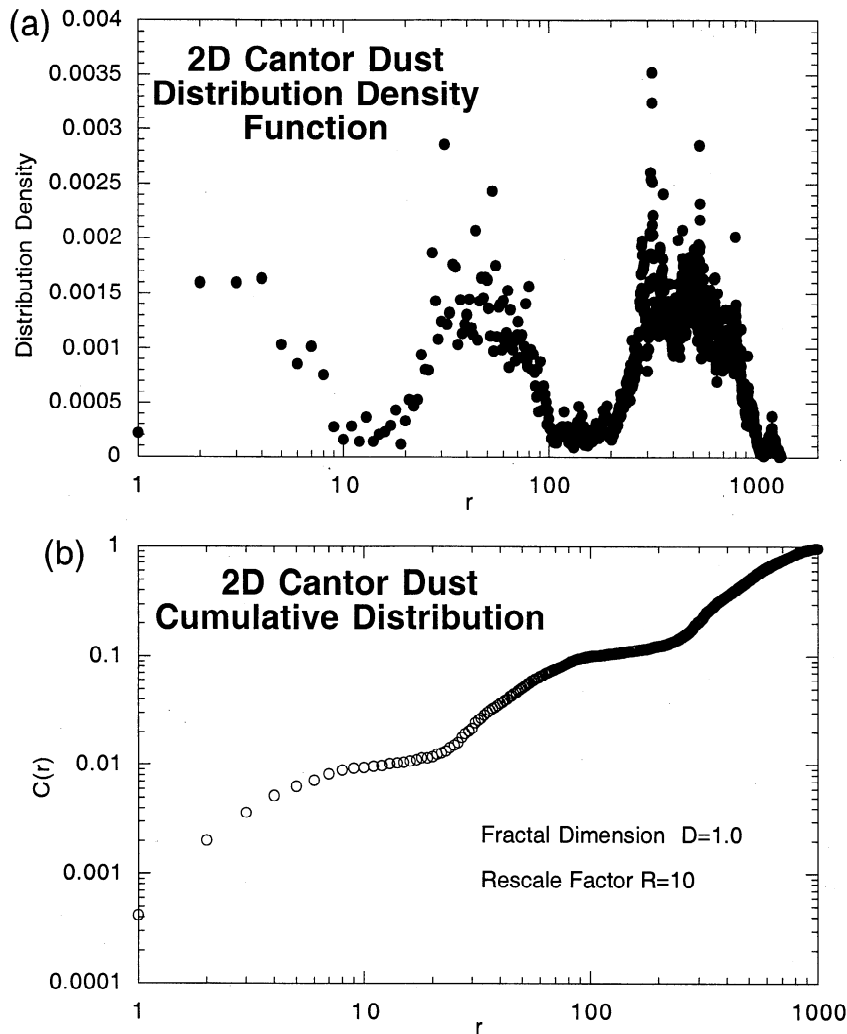 (a)
2D Cantor Dust
Distribution Density
Function
Distribution Density
0.004
0.0035
0.003
0.0025
0.002
0.0015
0.001
0.0005
0
1
10
100
1000
r
(b)
2D Cantor Dust
Cumulative Distribution
C(r)
1
0.1
0.01
0.001
0.0001
Fractal Dimension D=1.0
Rescale Factor R=10
1
10
100
1000
r